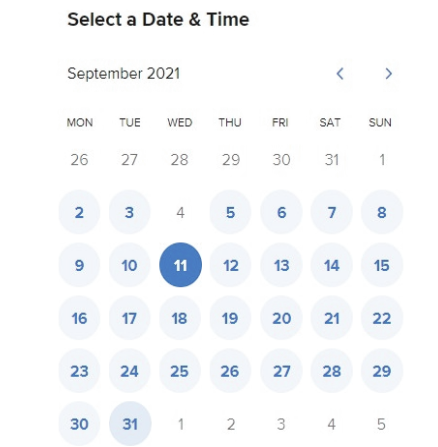 Select a Date & Time
September 2021
MON TUE WED THU FRI SAT SUN
26 27 28 29 30 31 1
2 3 4 5 6 7 8
9 10 11 12 13 14 15
16 17 18 19 20 21 22
23 24 25 26 27 28 29
30 31 1 2 3 4 5